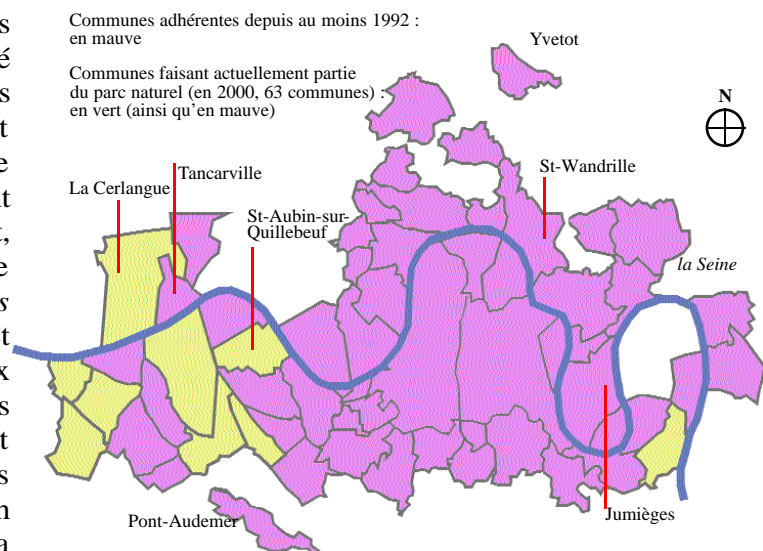 Communes adhérentes depuis au moins 1992 :
en mauve
Communes faisant actuellement partie
du parc naturel (en 2000, 63 communes) :
en vert (ainsi qu'en mauve)
Yvetot
N
St-Wandrille
Tancarville
La Cerlangue
St-Aubin-sur-
Quillebeuf
la Seine
Pont-Audemer
Jumièges